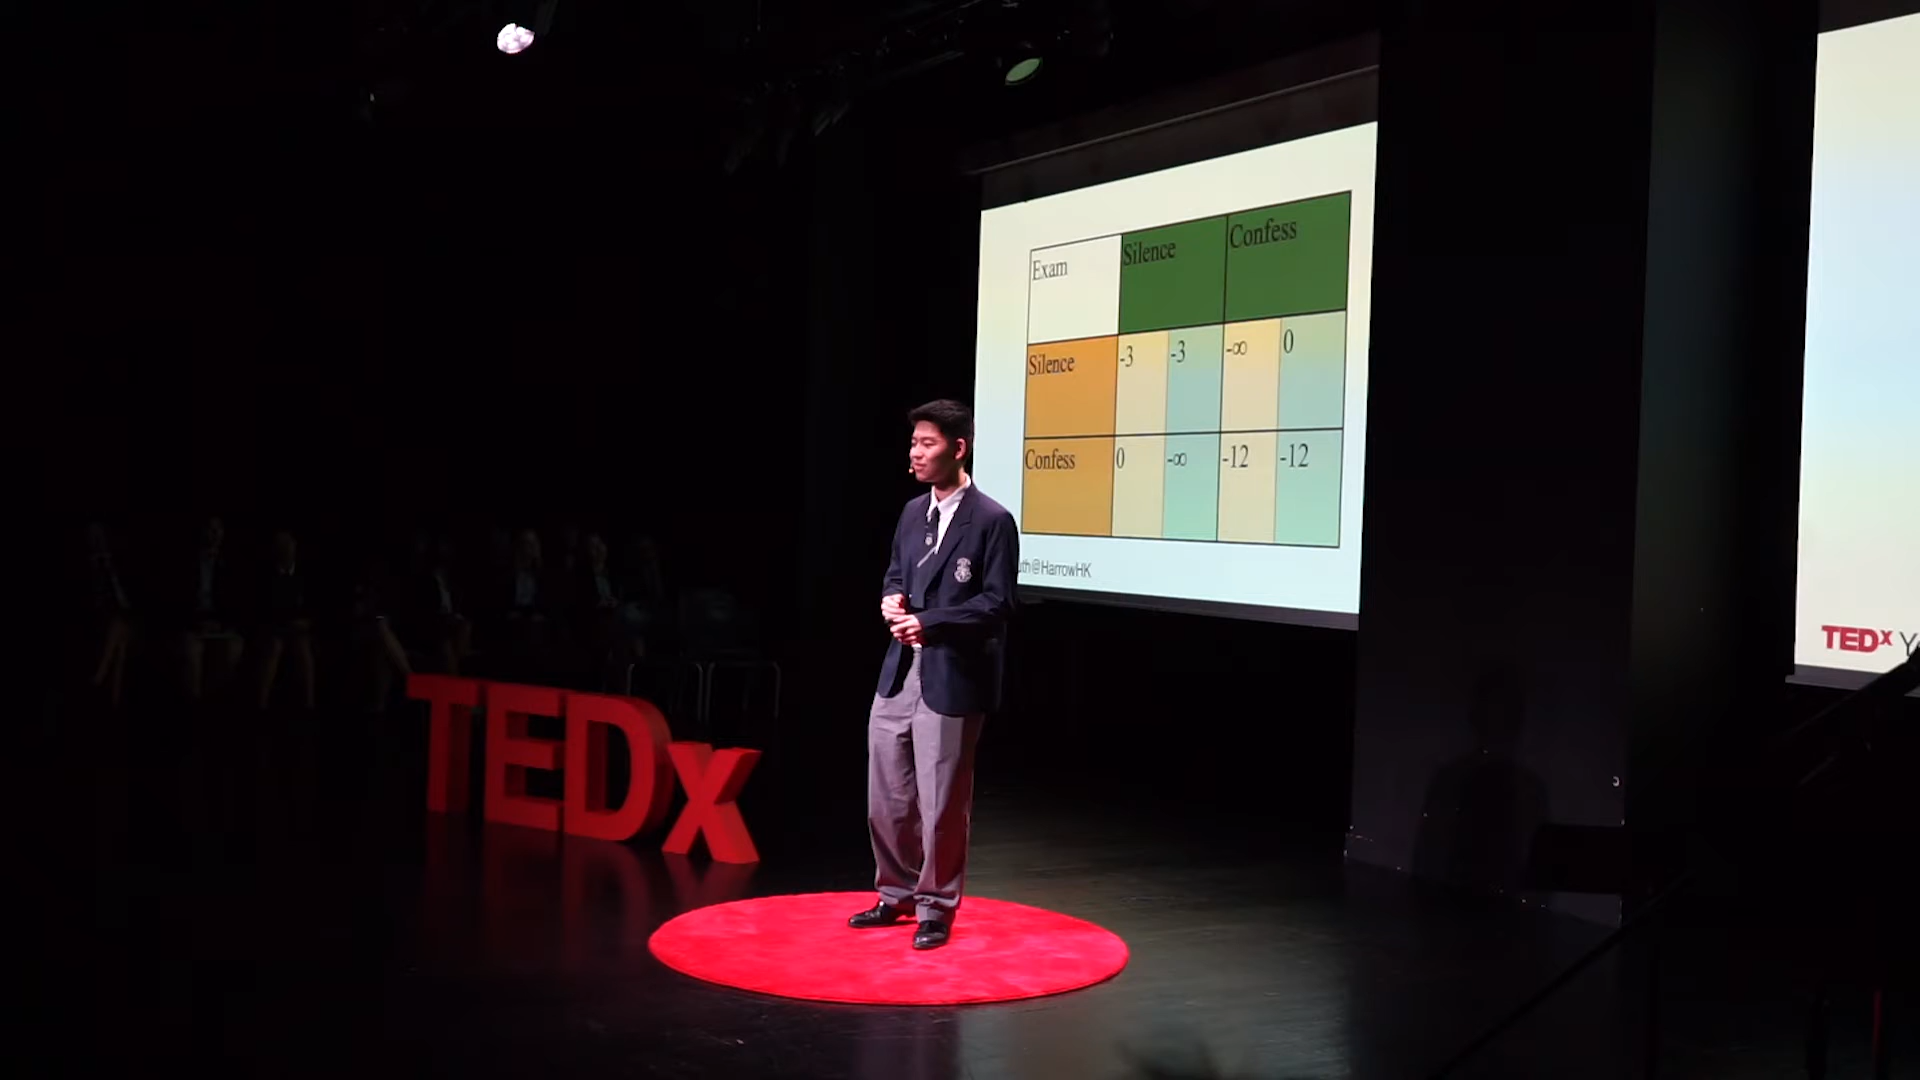 Exam Silence Confess
Silence -3 -3 -∞ 0
Confess 0 -∞ -12 -12
@HarrowHK
TEDx
TEDx